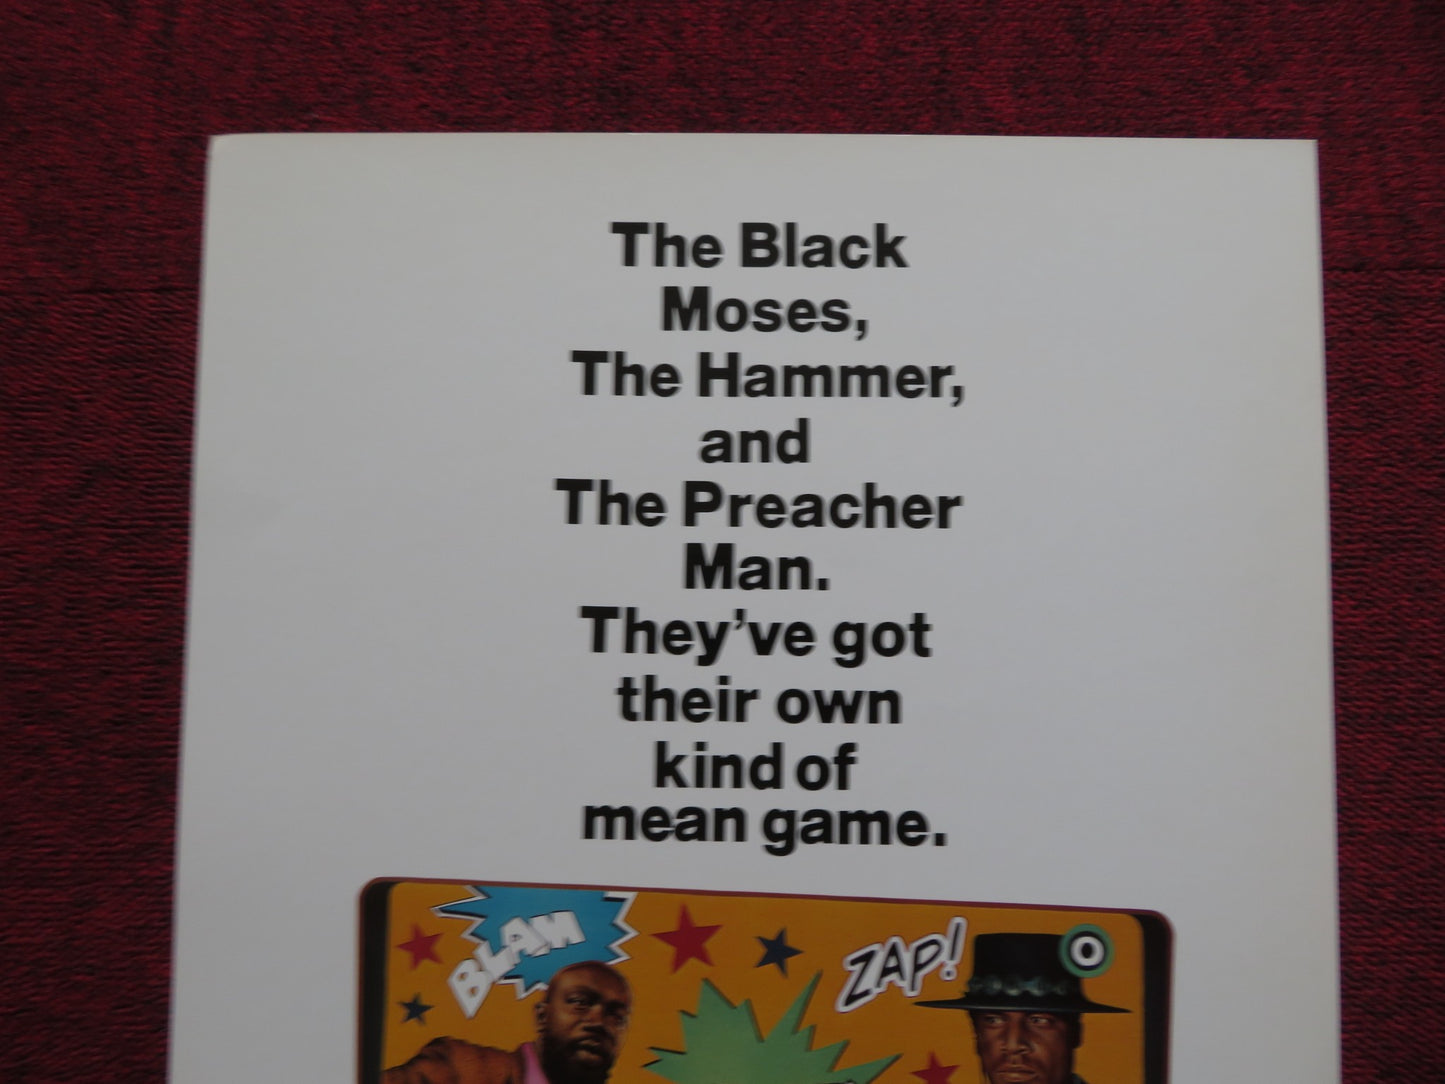 The Black
Moses,
The Hammer,
and
The Preacher
Man.
They've got
their own
kind of
mean game.
BLAM
ZAP!
O